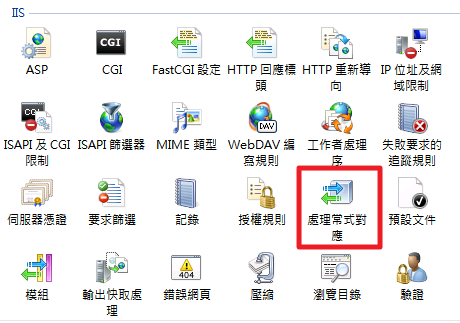 IIS
ASP
CGI
CGI
FastCGI 設定
HTTP 回應標
頭
HTTP 重新導
向
IP 位址及網
域限制
CGI
ISAPI 及 CGI
限制
ISAPI 篩選器
MIME 類型
WebDAV 編
寫規則
DAV
工作者處理
序
失敗要求的
追蹤規則
伺服器憑證
要求篩選
記錄
授權規則
處理常式對
應
預設文件
模組
輸出快取處
理
404
錯誤網頁
壓縮
瀏覽目錄
驗證